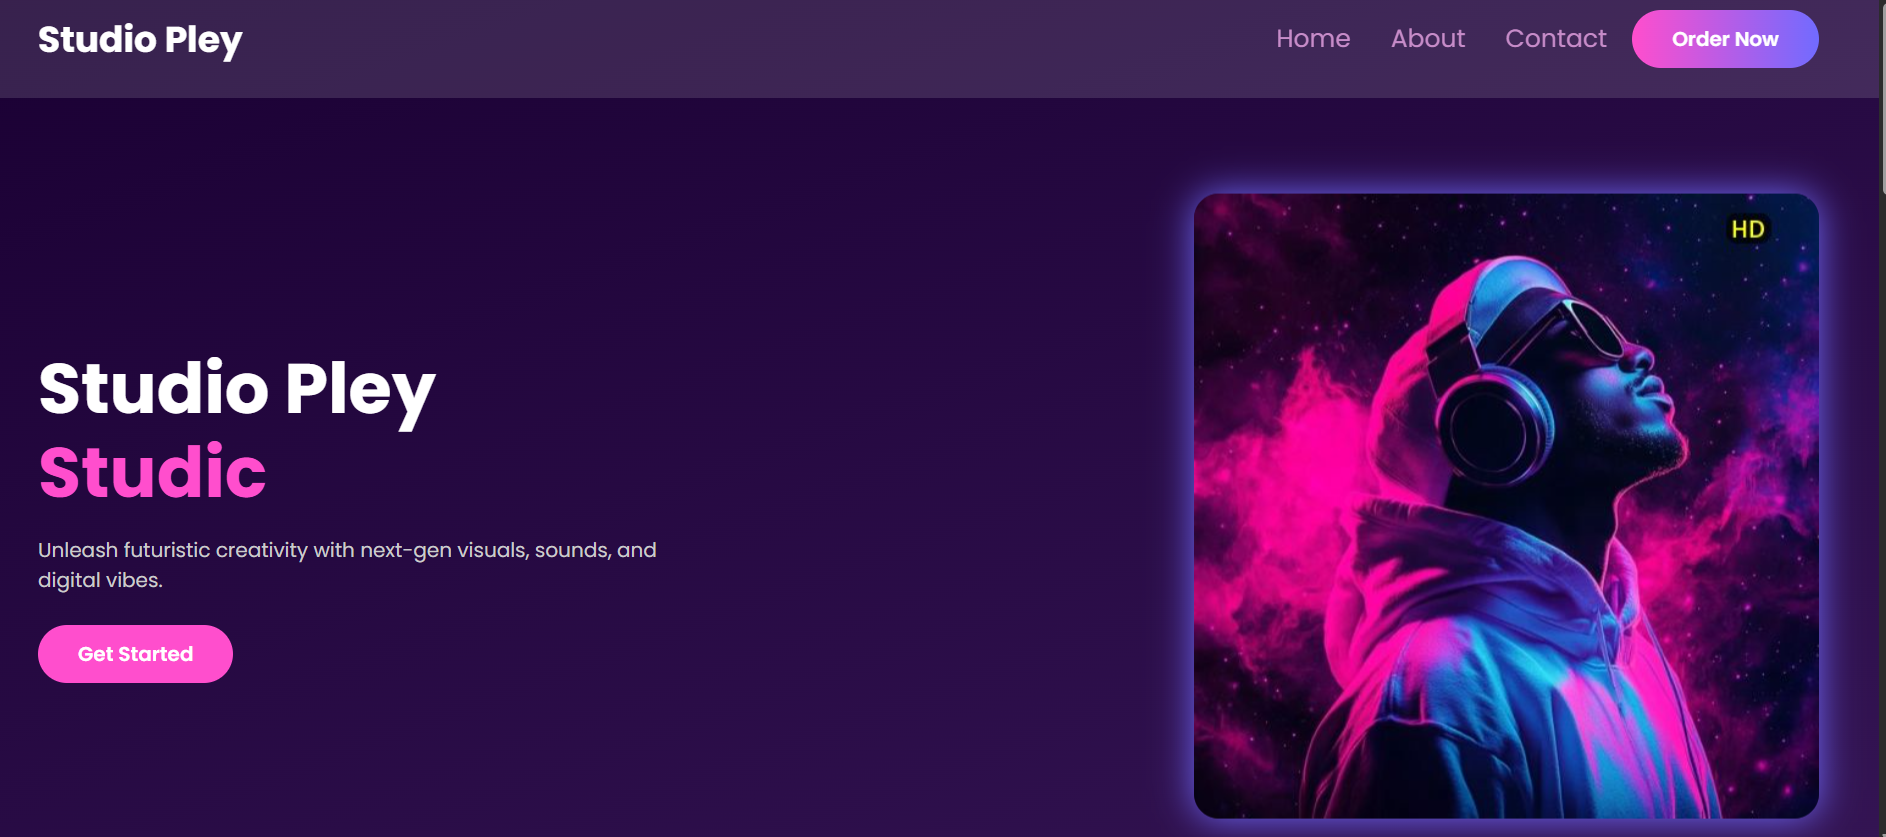 Studio Pley
Home About Contact Order Now
HD
Studio Pley
Studic
Unleash futuristic creativity with next-gen visuals, sounds, and
digital vibes.
Get Started